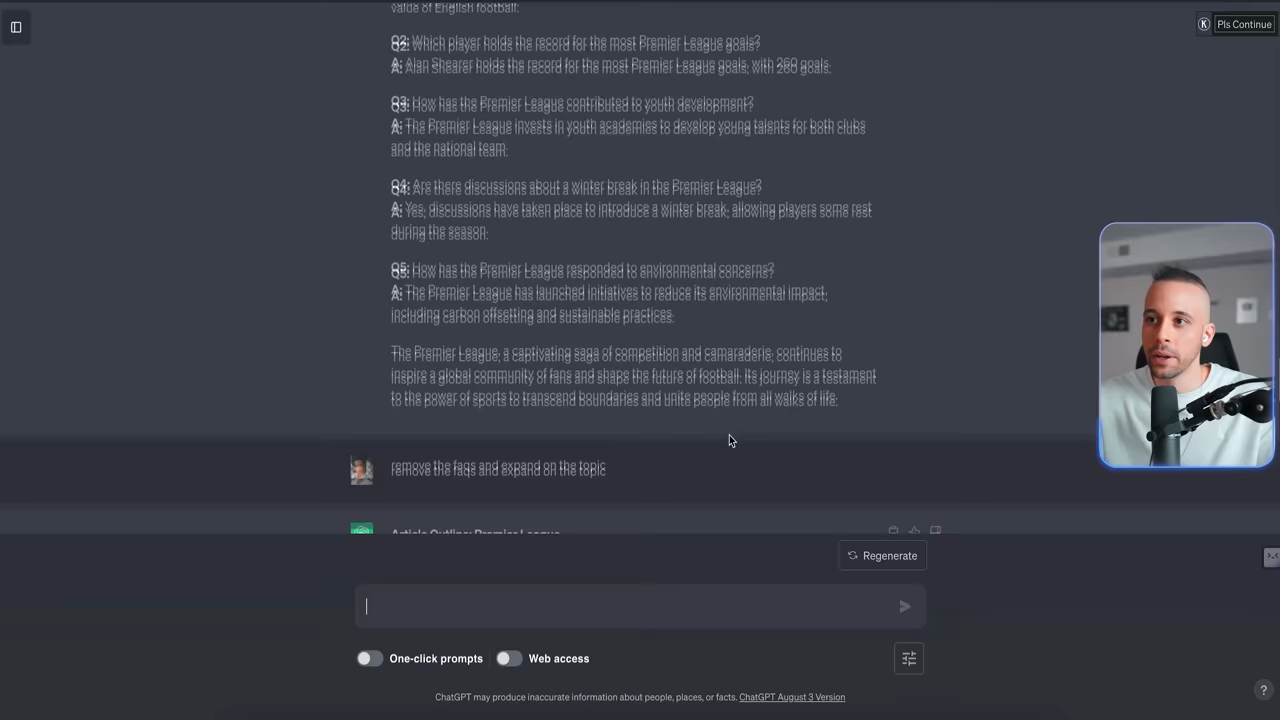 value of English football.
Pls Continue
Q2: Which player holds the record for the most Premier League goals?
A: Alan Shearer holds the record for the most Premier League goals, with 260 goals.
Q3: How has the Premier League contributed to youth development?
A: The Premier League invests in youth academies to develop young talents for both clubs
and the national team.
Q4: Are there discussions about a winter break in the Premier League?
A: Yes, discussions have taken place to introduce a winter break, allowing players some rest
during the season.
Q5: How has the Premier League responded to environmental concerns?
A: The Premier League has launched initiatives to reduce its environmental impact,
including carbon offsetting and sustainable practices.
The Premier League, a captivating saga of competition and camaraderie, continues to
inspire a global community of fans and shape the future of football. Its journey is a testament
to the power of sports to transcend boundaries and unite people from all walks of life.
remove the faqs and expand on the topic
Article Outline: Premier League
Regenerate
One-click prompts
Web access
ChatGPT may produce inaccurate information about people, places, or facts. ChatGPT August 3 Version
?